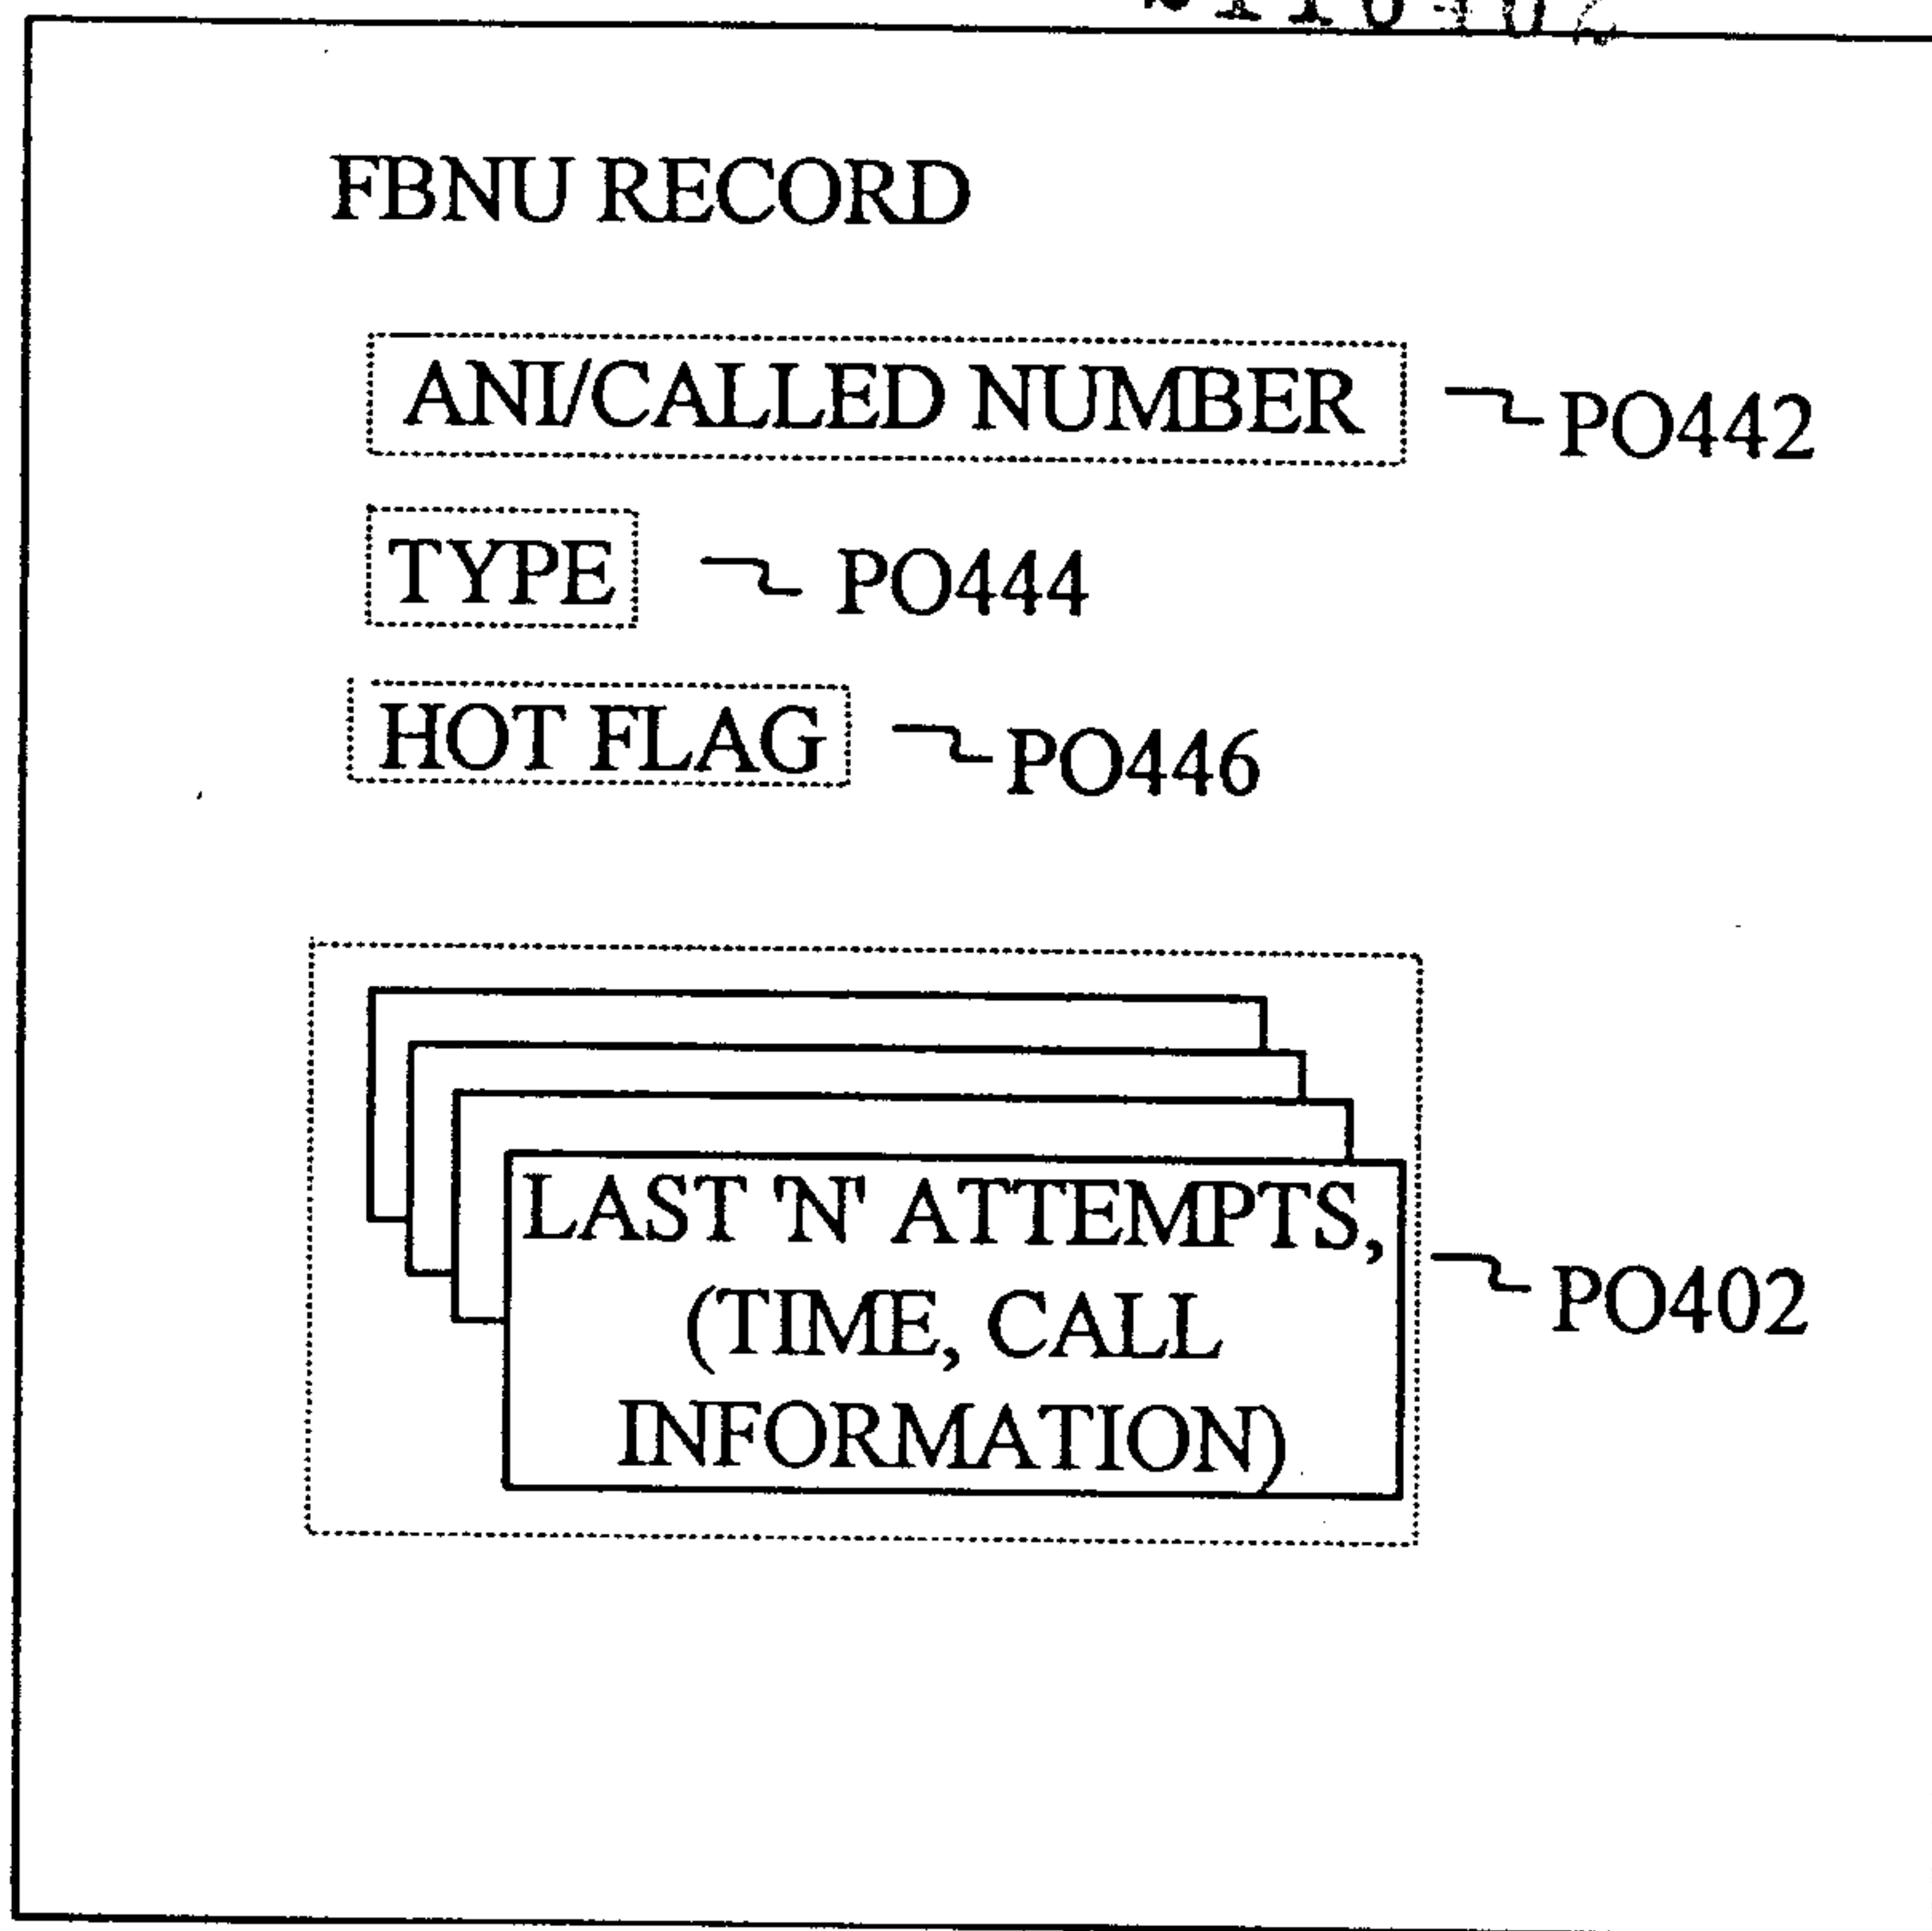 FBNU RECORD
ANI/CALLED NUMBER PO442
TYPE PO444
HOT FLAG PO446
LAST 'N' ATTEMPTS,
(TIME, CALL
INFORMATION)
PO402